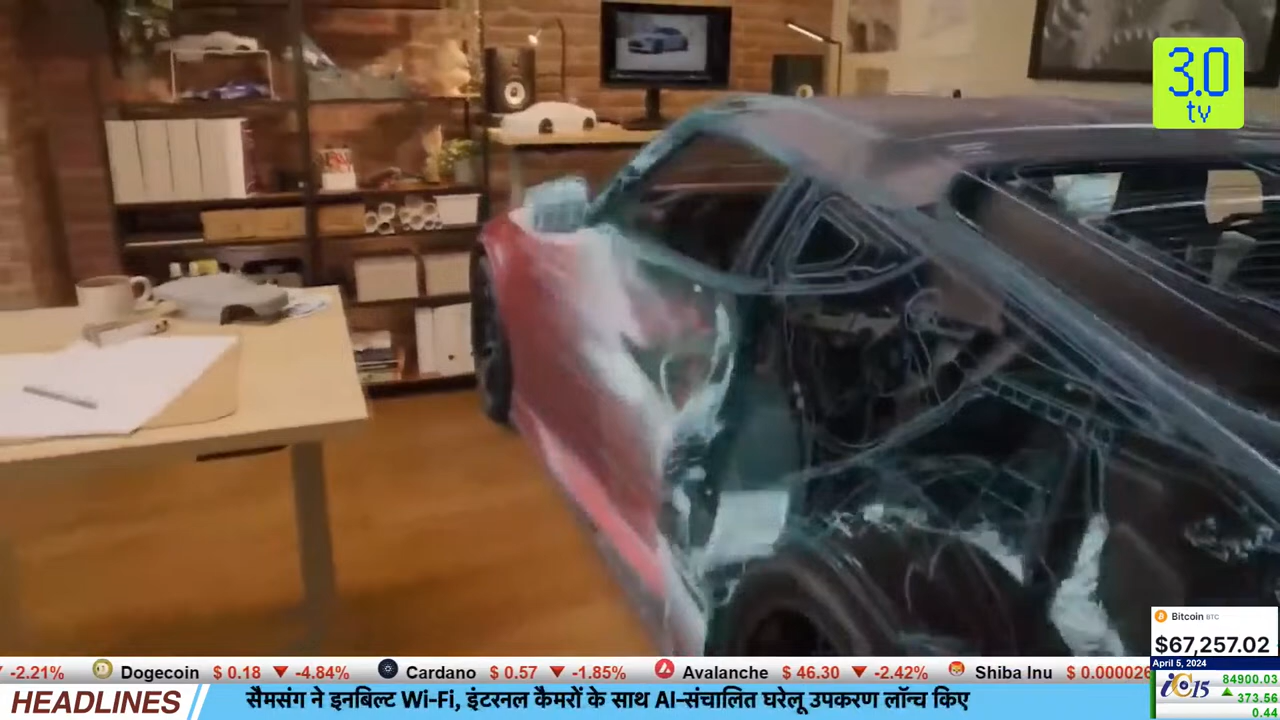 3.0
tv
Bitcoin BTC
$67,257.02
April 5, 2024
-2.21% Dogecoin $ 0.18 ▼ -4.84% Cardano $ 0.57 ▼ -1.85% Avalanche $ 46.30 ▼ -2.42% Shiba Inu $ 0.000026
iC15
84900.03
▲ 373.56
0.44
HEADLINES
सैमसंग ने इनबिल्ट Wi-Fi, इंटरनल कैमरों के साथ AI-संचालित घरेलू उपकरण लॉन्च किए